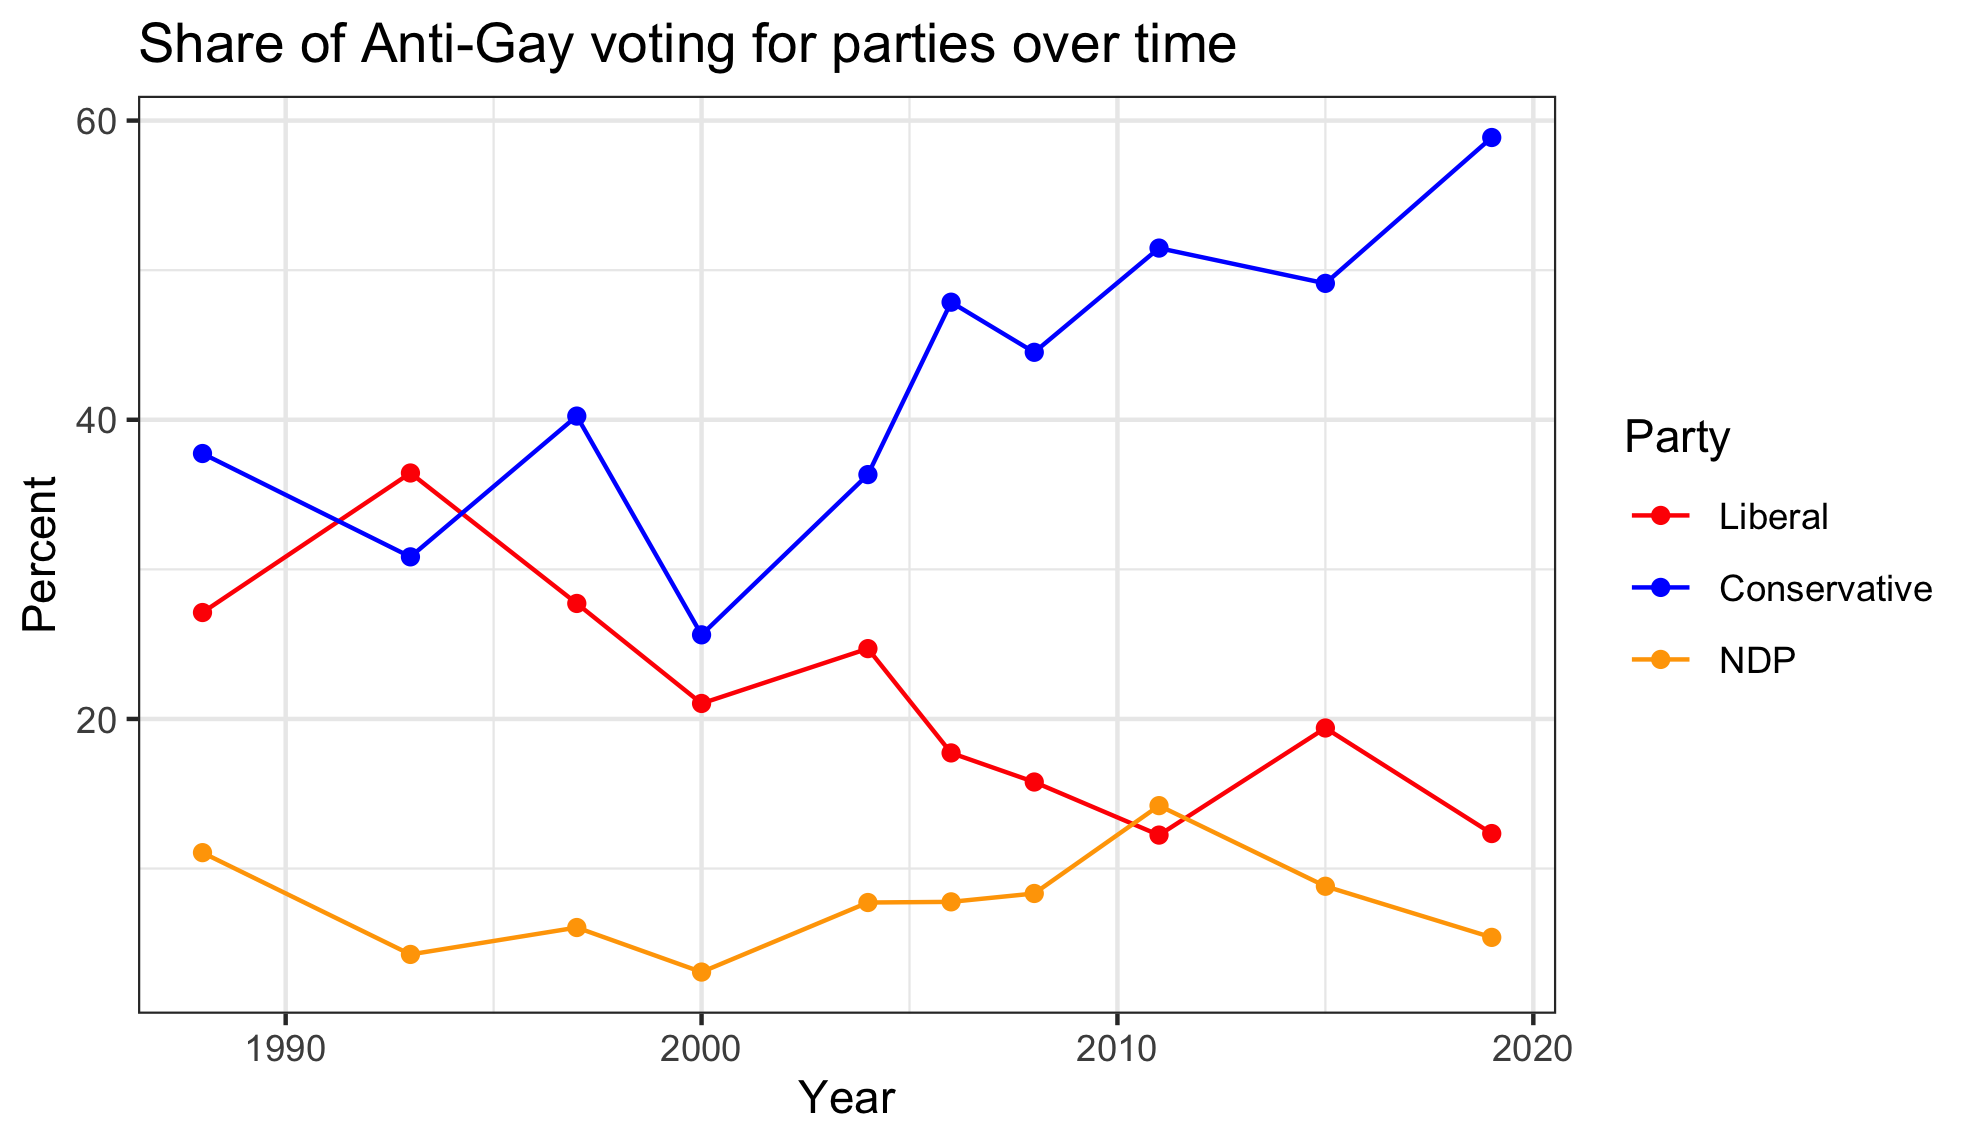 Share of Anti-Gay voting for parties over time
60
40
20
Percent
1990
2000
2010
2020
Year
Party
Liberal
Conservative
NDP